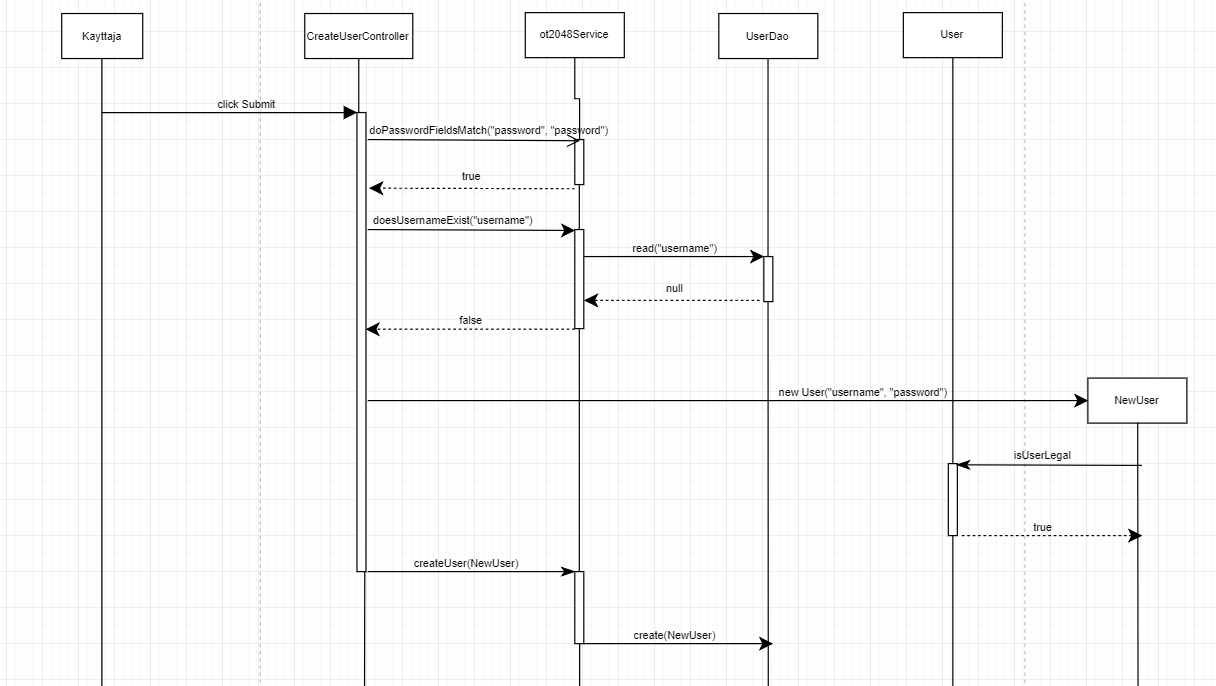 Kayttaja
CreateUserController
ot2048Service
UserDao
User
click Submit
doPasswordFieldsMatch("password", "password")
true
doesUsernameExist("username")
read("username")
null
false
new User("username", "password")
NewUser
isUserLegal
true
createUser(NewUser)
create(NewUser)